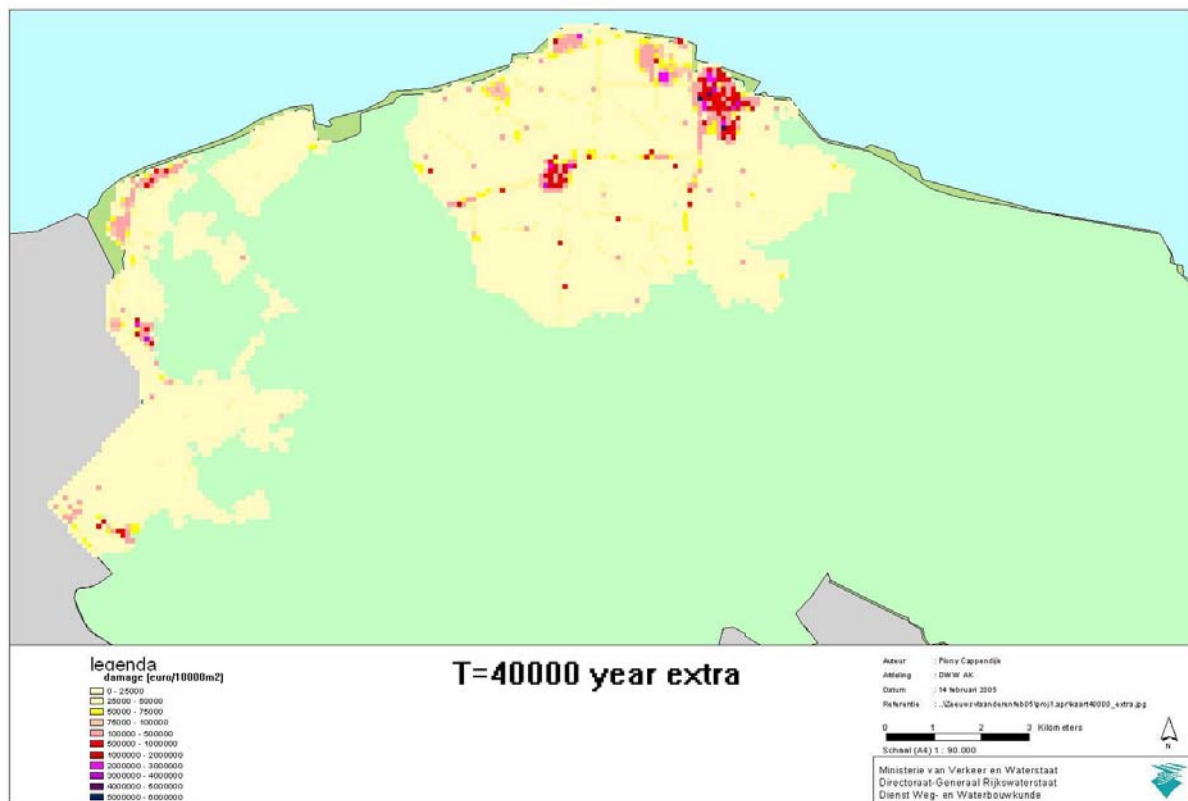 legenda
damage (euro/10000m2)
0 - 25000
25000 - 50000
50000 - 75000
75000 - 100000
100000 - 500000
500000 - 1000000
1000000 - 2000000
2000000 - 3000000
3000000 - 4000000
4000000 - 5000000
5000000 - 6000000
T=40000 year extra
Auteur : Plony Cappendijk
Afdeling : DWW AK
Datum : 14 februari 2005
Referentie
0 1 2 3 Kilometers
Schaal (A4) 1 : 90.000
N
Ministerie van Verkeer en Waterstaat
Directoraat-Generaal Rijkswaterstaat
Dienst Weg- en Waterbouwkunde